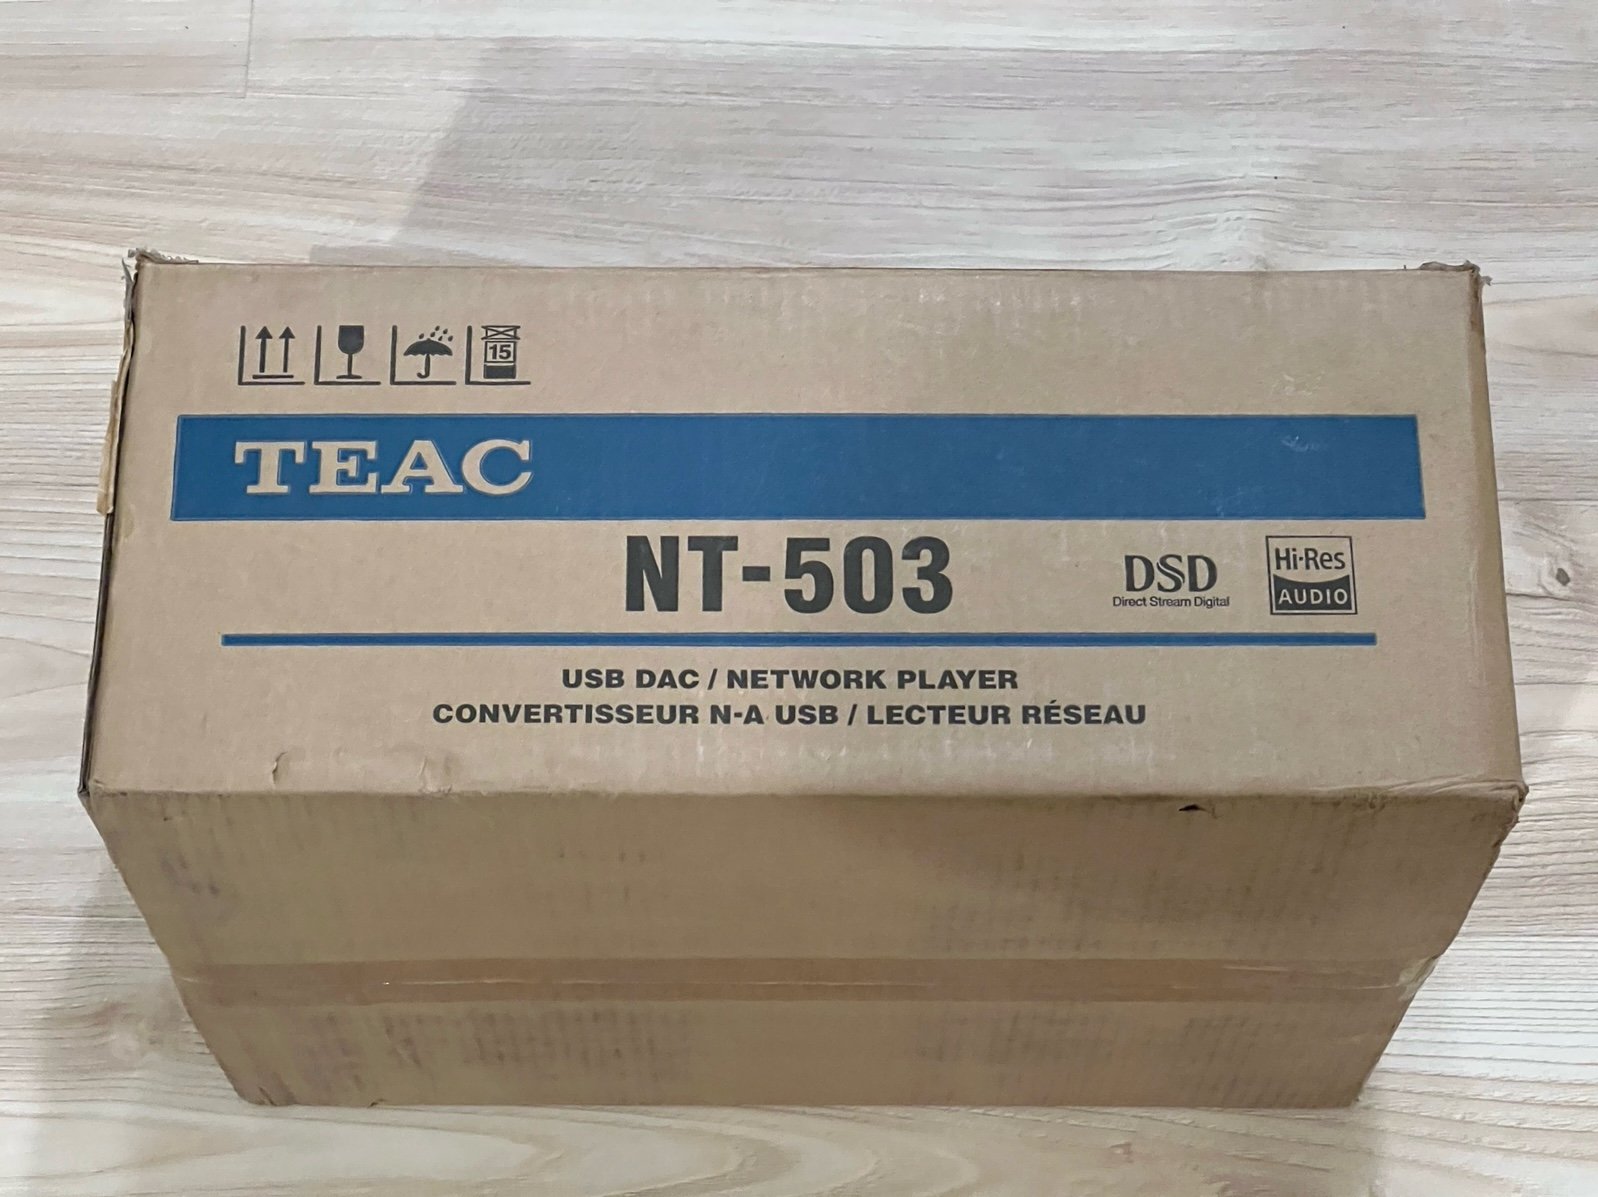 15
TEAC
NT-503
DSD
Direct Stream Digital
Hi-Res
AUDIO
USB DAC / NETWORK PLAYER
CONVERTISSEUR N-A USB / LECTEUR RÉSEAU